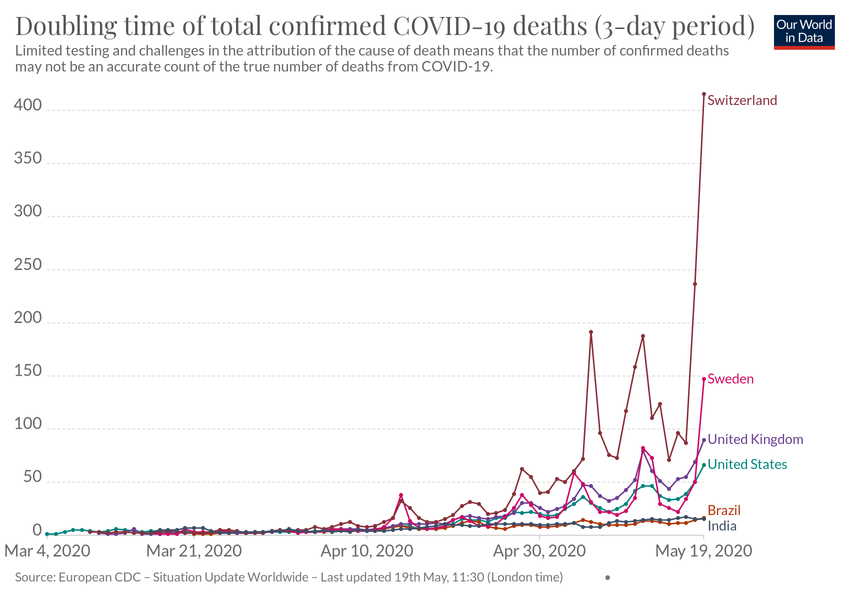 Doubling time of total confirmed COVID-19 deaths (3-day period)
Our World
in Data
Limited testing and challenges in the attribution of the cause of death means that the number of confirmed deaths
may not be an accurate count of the true number of deaths from COVID-19.
400
350
300
250
200
150
100
50
0
Switzerland
Sweden
United Kingdom
United States
Brazil
India
Mar 4, 2020
Mar 21, 2020
Apr 10, 2020
Apr 30, 2020
May 19, 2020
Source: European CDC – Situation Update Worldwide – Last updated 19th May, 11:30 (London time)